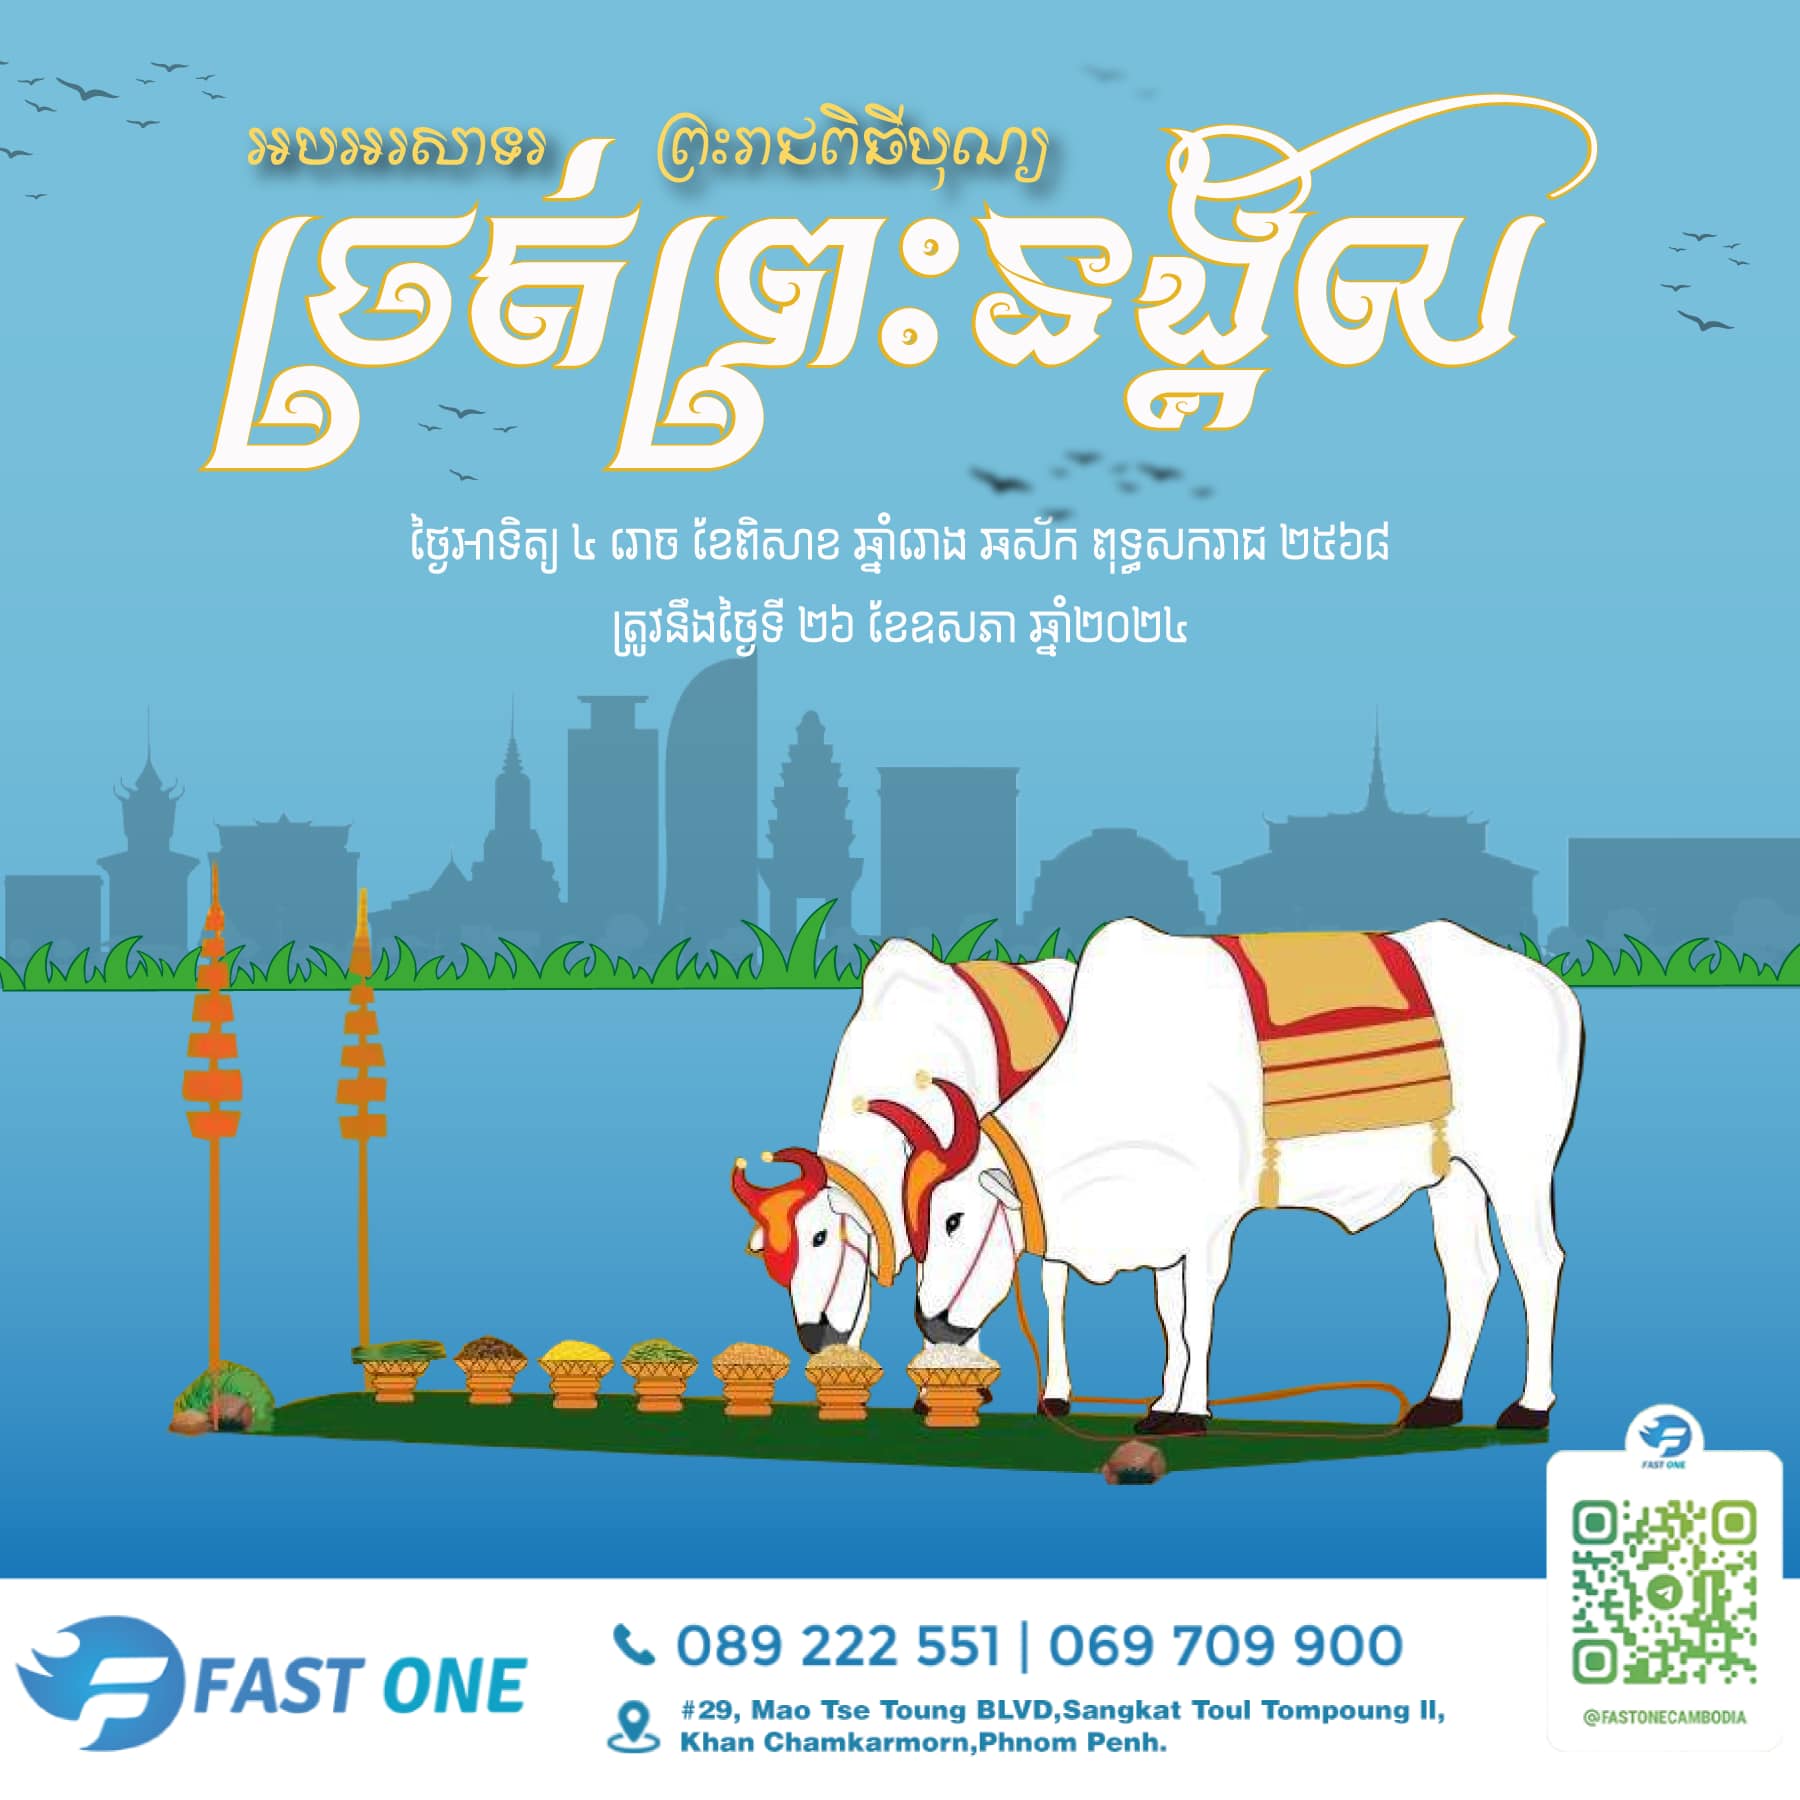 អបអរសាទរ ព្រះរាជពិធីបុណ្យ
ច្រត់ព្រះនង្គ័ល
ថ្ងៃអាទិត្យ ៤ រោច ខែពិសាខ ឆ្នាំរោង ឆស័ក ពុទ្ធសករាជ ២៥៦៨
ត្រូវនឹងថ្ងៃទី ២៦ ខែឧសភា ឆ្នាំ២០២៤
FAST ONE
FAST ONE
089 222 551 | 069 709 900
#29, Mao Tse Toung BLVD,Sangkat Toul Tompoung II,
Khan Chamkarmorn,Phnom Penh.
@FASTONECAMBODIA